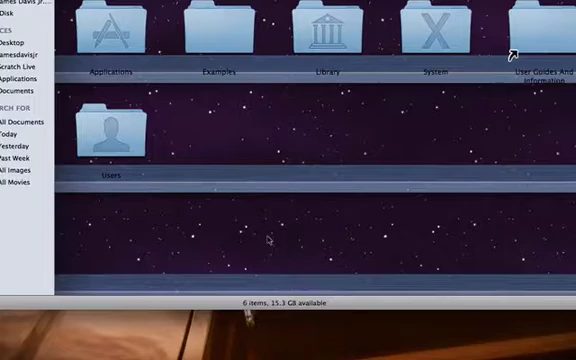 James Davis Jr....
Disk
CES
Desktop
amesdavisjr
Scratch Live
Applications
Documents
RCH FOR
Today
Yesterday
Past Week
All Images
All Movies
All Documents
Applications
Examples
Library
System
User Guides And Information
Users
6 items, 15.3 GB available